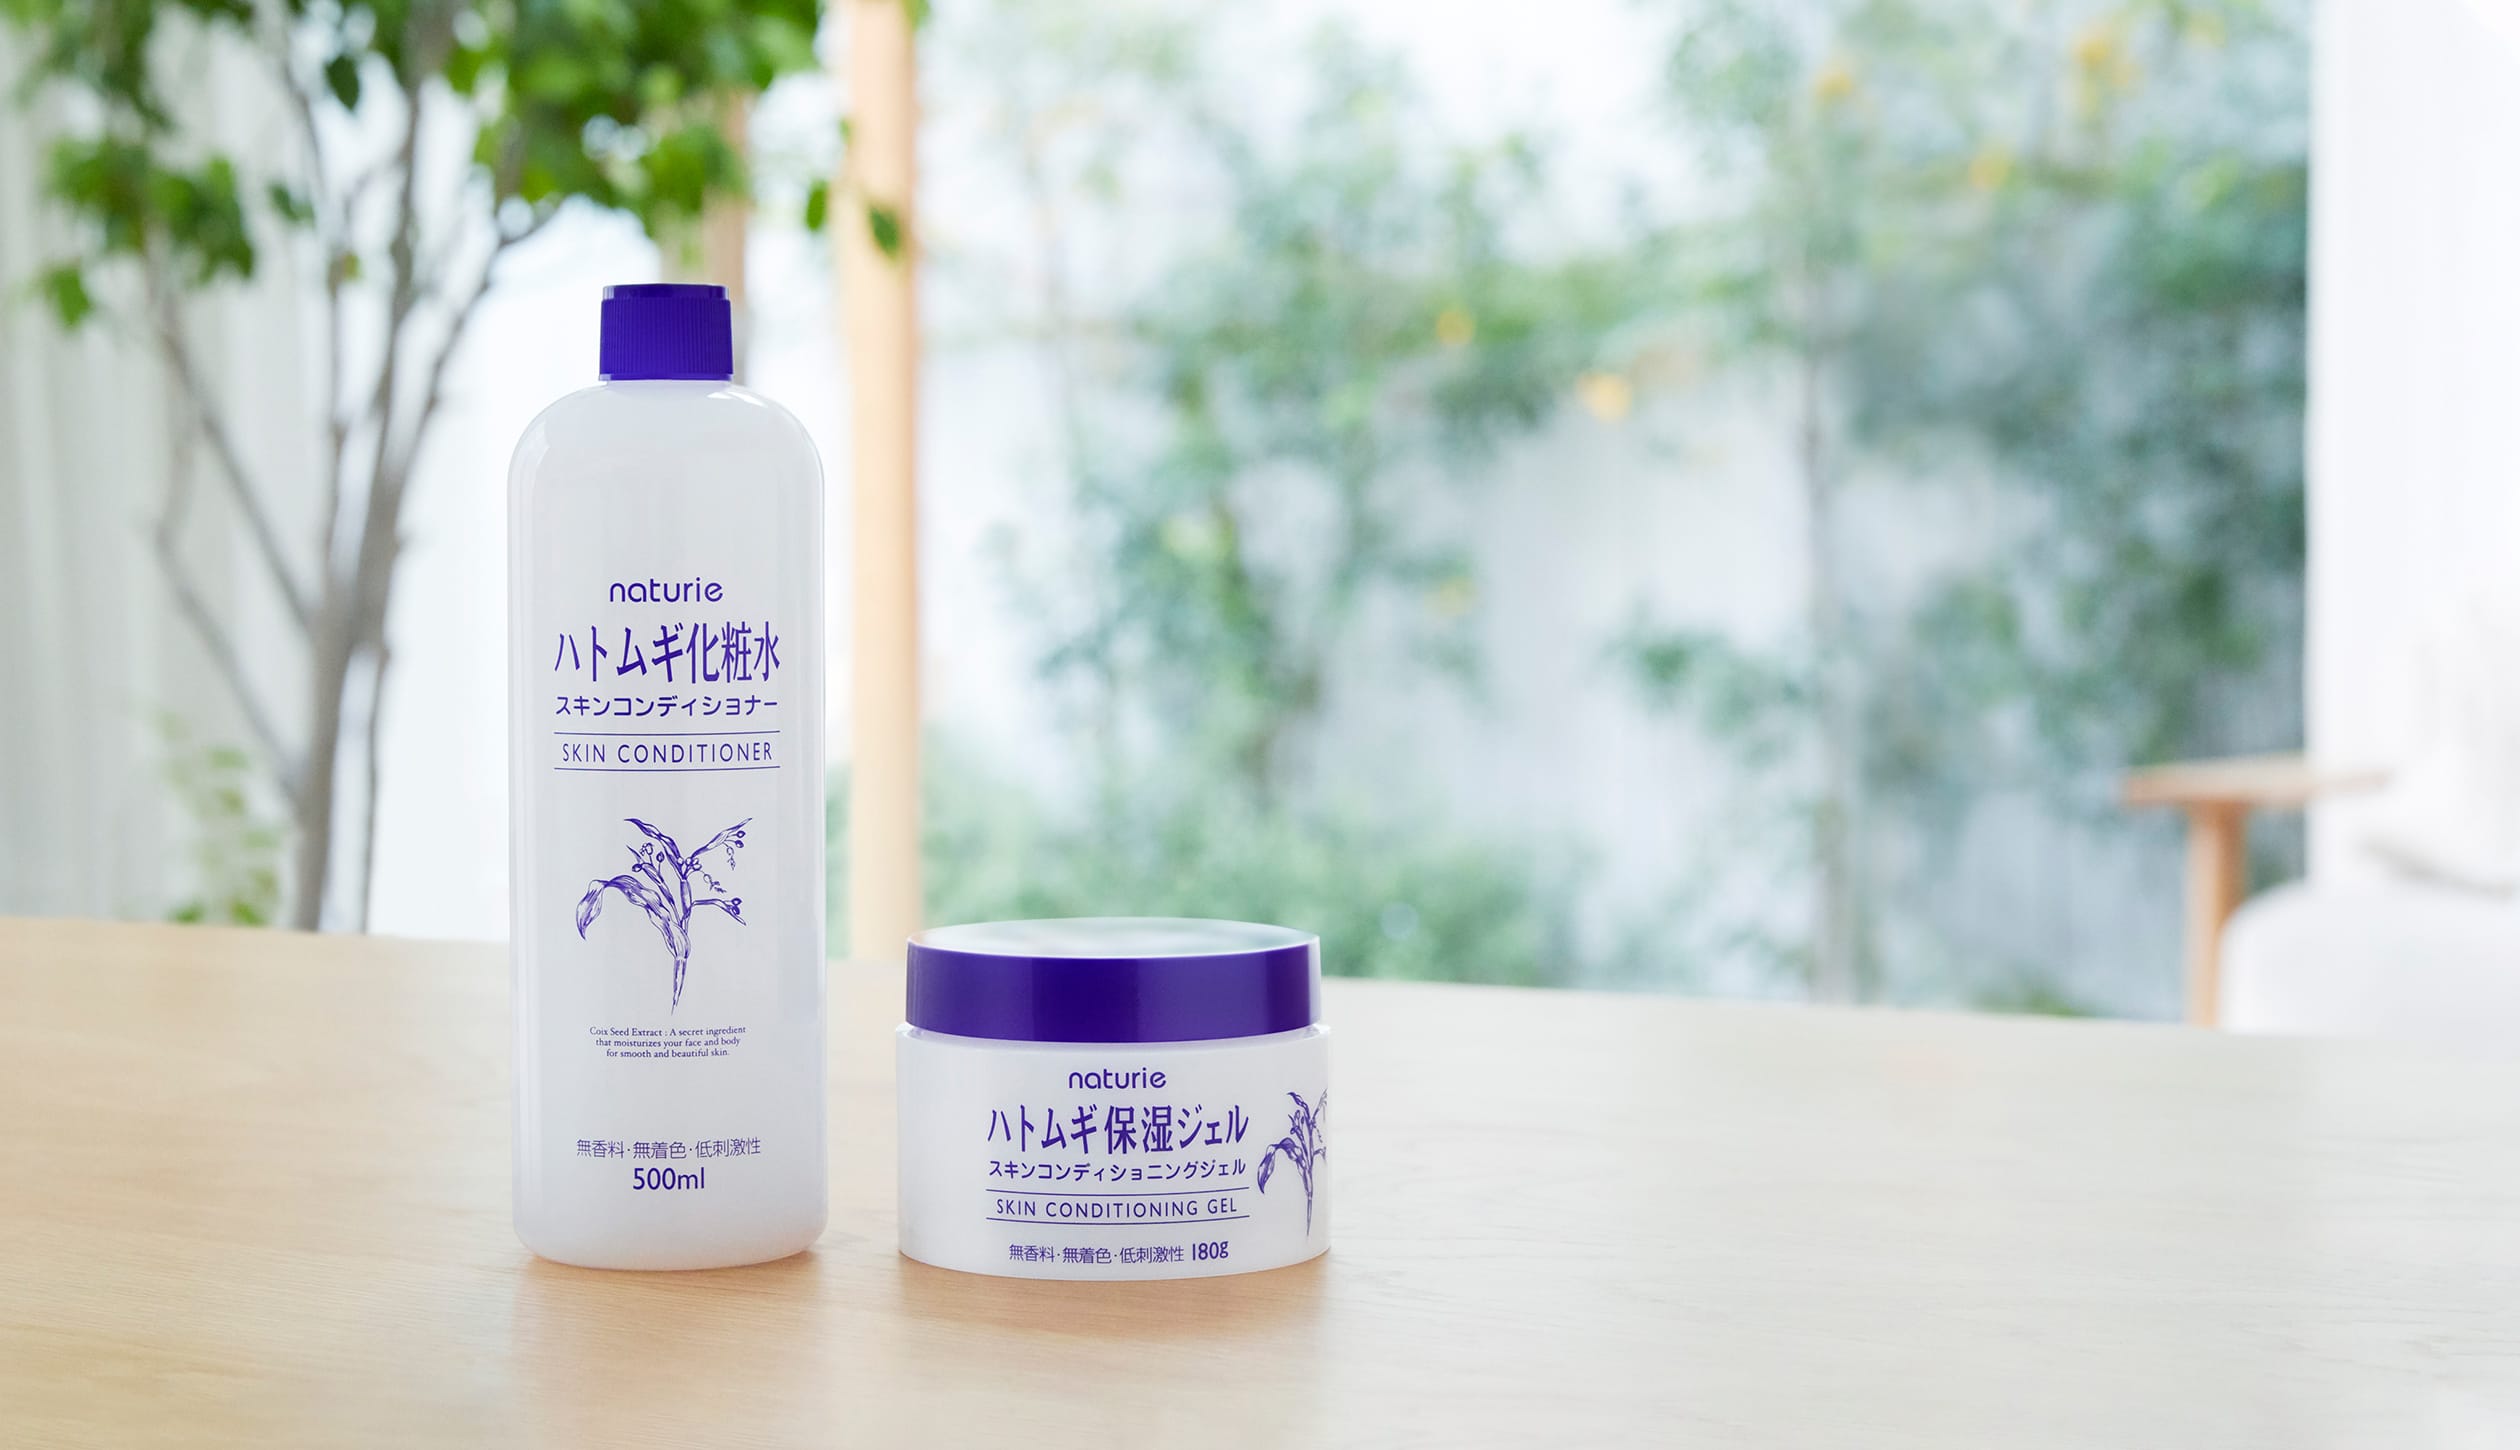 naturie
ハトムギ化粧水
スキンコンディショナー
SKIN CONDITIONER
Coix Seed Extract : A secret ingredient
that moisturizes your face and body
for smooth and beautiful skin.
無香料･無着色･低刺激性
500ml
naturie
ハトムギ保湿ジェル
スキンコンディショニングジェル
SKIN CONDITIONING GEL
無香料･無着色･低刺激性 180g